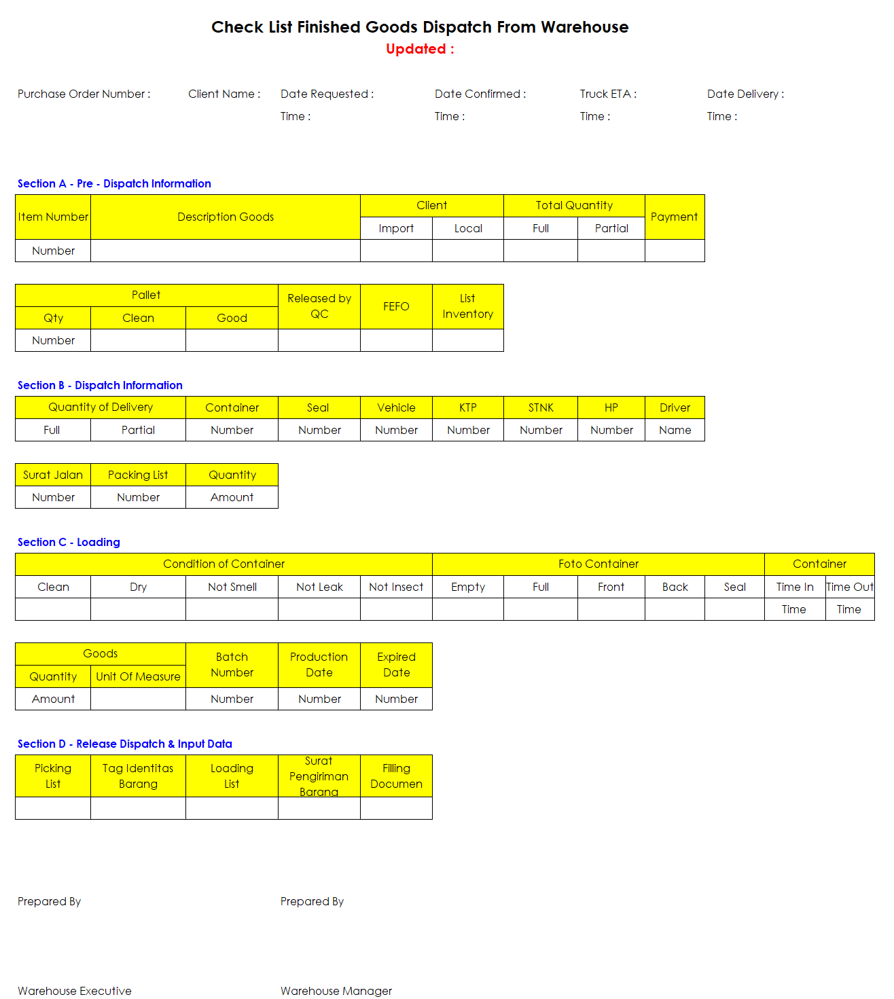 Check List Finished Goods Dispatch From Warehouse
Updated :
Purchase Order Number : Client Name : Date Requested : Date Confirmed : Truck ETA : Date Delivery :
Time : Time : Time : Time :
Section A - Pre - Dispatch Information
Item Number Description Goods Client Total Quantity Payment
Import Local Full Partial
Number
Pallet Released by QC FEFO List Inventory
Qty Clean Good
Number
Section B - Dispatch Information
Quantity of Delivery Container Seal Vehicle KTP STNK HP Driver
Full Partial Number Number Number Number Number Number Name
Surat Jalan Packing List Quantity
Number Number Amount
Section C - Loading
Condition of Container Foto Container Container
Clean Dry Not Smell Not Leak Not Insect Empty Full Front Back Seal Time In Time Out
Time Time
Goods Batch Number Production Date Expired Date
Quantity Unit Of Measure
Amount Number Number Number
Section D - Release Dispatch & Input Data
Picking List Tag Identitas Barang Loading List Surat Pengiriman Barang Filling Documen
Prepared By Prepared By
Warehouse Executive Warehouse Manager